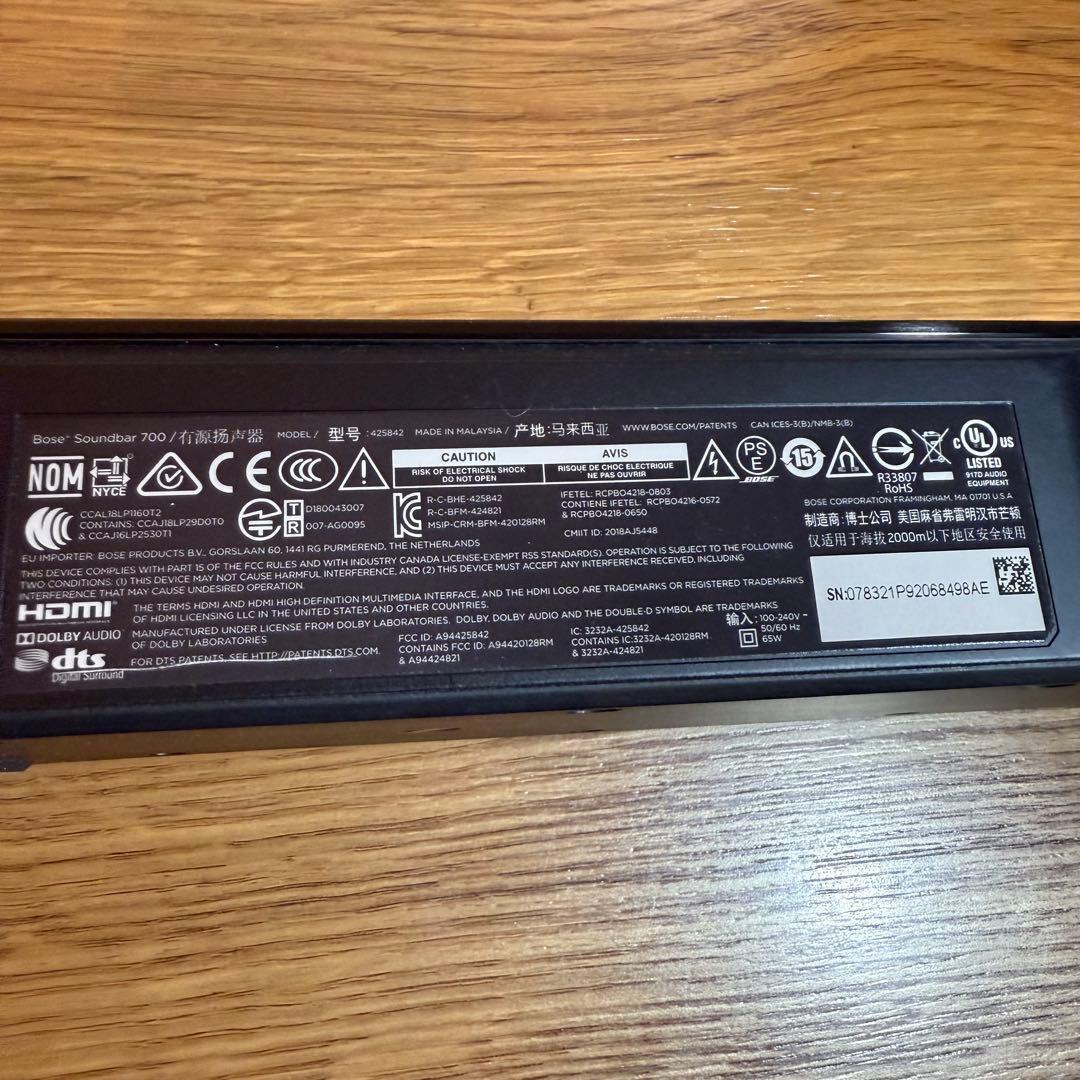 Bose® Soundbar 700 / 有源扬声器 MODEL / 型号 :425842 MADE IN MALAYSIA / 产地:马来西亚 WWW.BOSE.COM/PATENTS CAN ICES-3(B)/NMB-3(B)
NOM
NYCE
CE
CCC
CAUTION
RISK OF ELECTRICAL SHOCK
DO NOT OPEN
AVIS
RISQUE DE CHOC ELECTRIQUE
NE PAS OUVRIR
PS
E
BOSE
15
R33807
RoHS
C UL US
LISTED
917D AUDIO
EQUIPMENT
CCAL18LP1160T2
CONTAINS: CCAJ18LP29D0T0
& CCAJ16LP2530T1
T D180043007
R 007-AG0095
R-C-BHE-425842
R-C-BFM-424821
MSIP-CRM-BFM-420128RM
IFETEL: RCPBO4218-0803
CONTIENE IFETEL: RCPBO4216-0572
& RCPBO4218-0650
CMIIT ID: 2018AJ5448
BOSE CORPORATION FRAMINGHAM, MA 01701 U.S.A
制造商: 博士公司 美国麻省弗雷明汉市芒顿
仅适用于海拔2000m以下地区安全使用
EU IMPORTER: BOSE PRODUCTS B.V., GORSLAAN 60, 1441 RG PURMEREND, THE NETHERLANDS
THIS DEVICE COMPLIES WITH PART 15 OF THE FCC RULES AND WITH INDUSTRY CANADA LICENSE-EXEMPT RSS STANDARD(S). OPERATION IS SUBJECT TO THE FOLLOWING
TWO CONDITIONS: (1) THIS DEVICE MAY NOT CAUSE HARMFUL INTERFERENCE, AND (2) THIS DEVICE MUST ACCEPT ANY INTERFERENCE RECEIVED, INCLUDING
INTERFERENCE THAT MAY CAUSE UNDESIRED OPERATION.
HDMI
THE TERMS HDMI AND HDMI HIGH DEFINITION MULTIMEDIA INTERFACE, AND THE HDMI LOGO ARE TRADEMARKS OR REGISTERED TRADEMARKS
OF HDMI LICENSING LLC IN THE UNITED STATES AND OTHER COUNTRIES.
DOLBY AUDIO
MANUFACTURED UNDER LICENSE FROM DOLBY LABORATORIES. DOLBY, DOLBY AUDIO AND THE DOUBLE-D SYMBOL ARE TRADEMARKS
OF DOLBY LABORATORIES
dts
Digital Surround
FOR DTS PATENTS, SEE HTTP://PATENTS.DTS.COM.
FCC ID: A94425842
CONTAINS FCC ID: A94420128RM
& A94424821
IC: 3232A-425842
CONTAINS IC:3232A-420128RM
& 3232A-424821
输入:100-240V~
50/60 Hz
65W
SN:078321P92068498AE